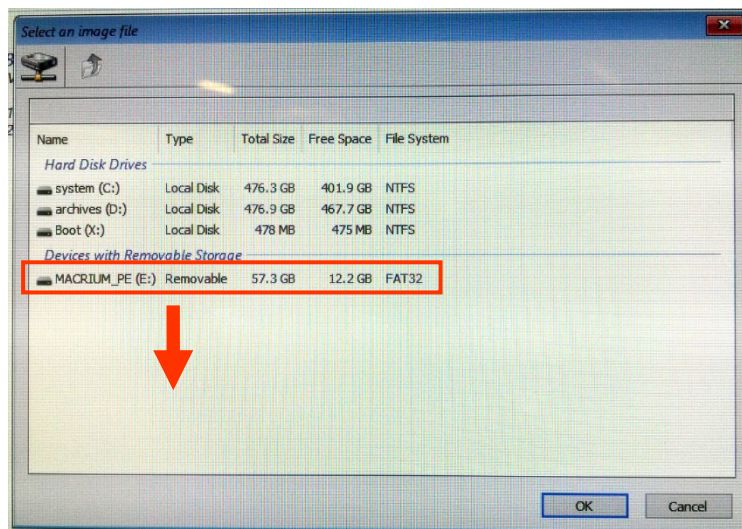 Select an image file
Name Type Total Size Free Space File System
Hard Disk Drives
system (C:) Local Disk 476.3 GB 401.9 GB NTFS
archives (D:) Local Disk 476.9 GB 467.7 GB NTFS
Boot (X:) Local Disk 478 MB 475 MB NTFS
Devices with Removable Storage
MACRIUM_PE (E:) Removable 57.3 GB 12.2 GB FAT32
OK Cancel